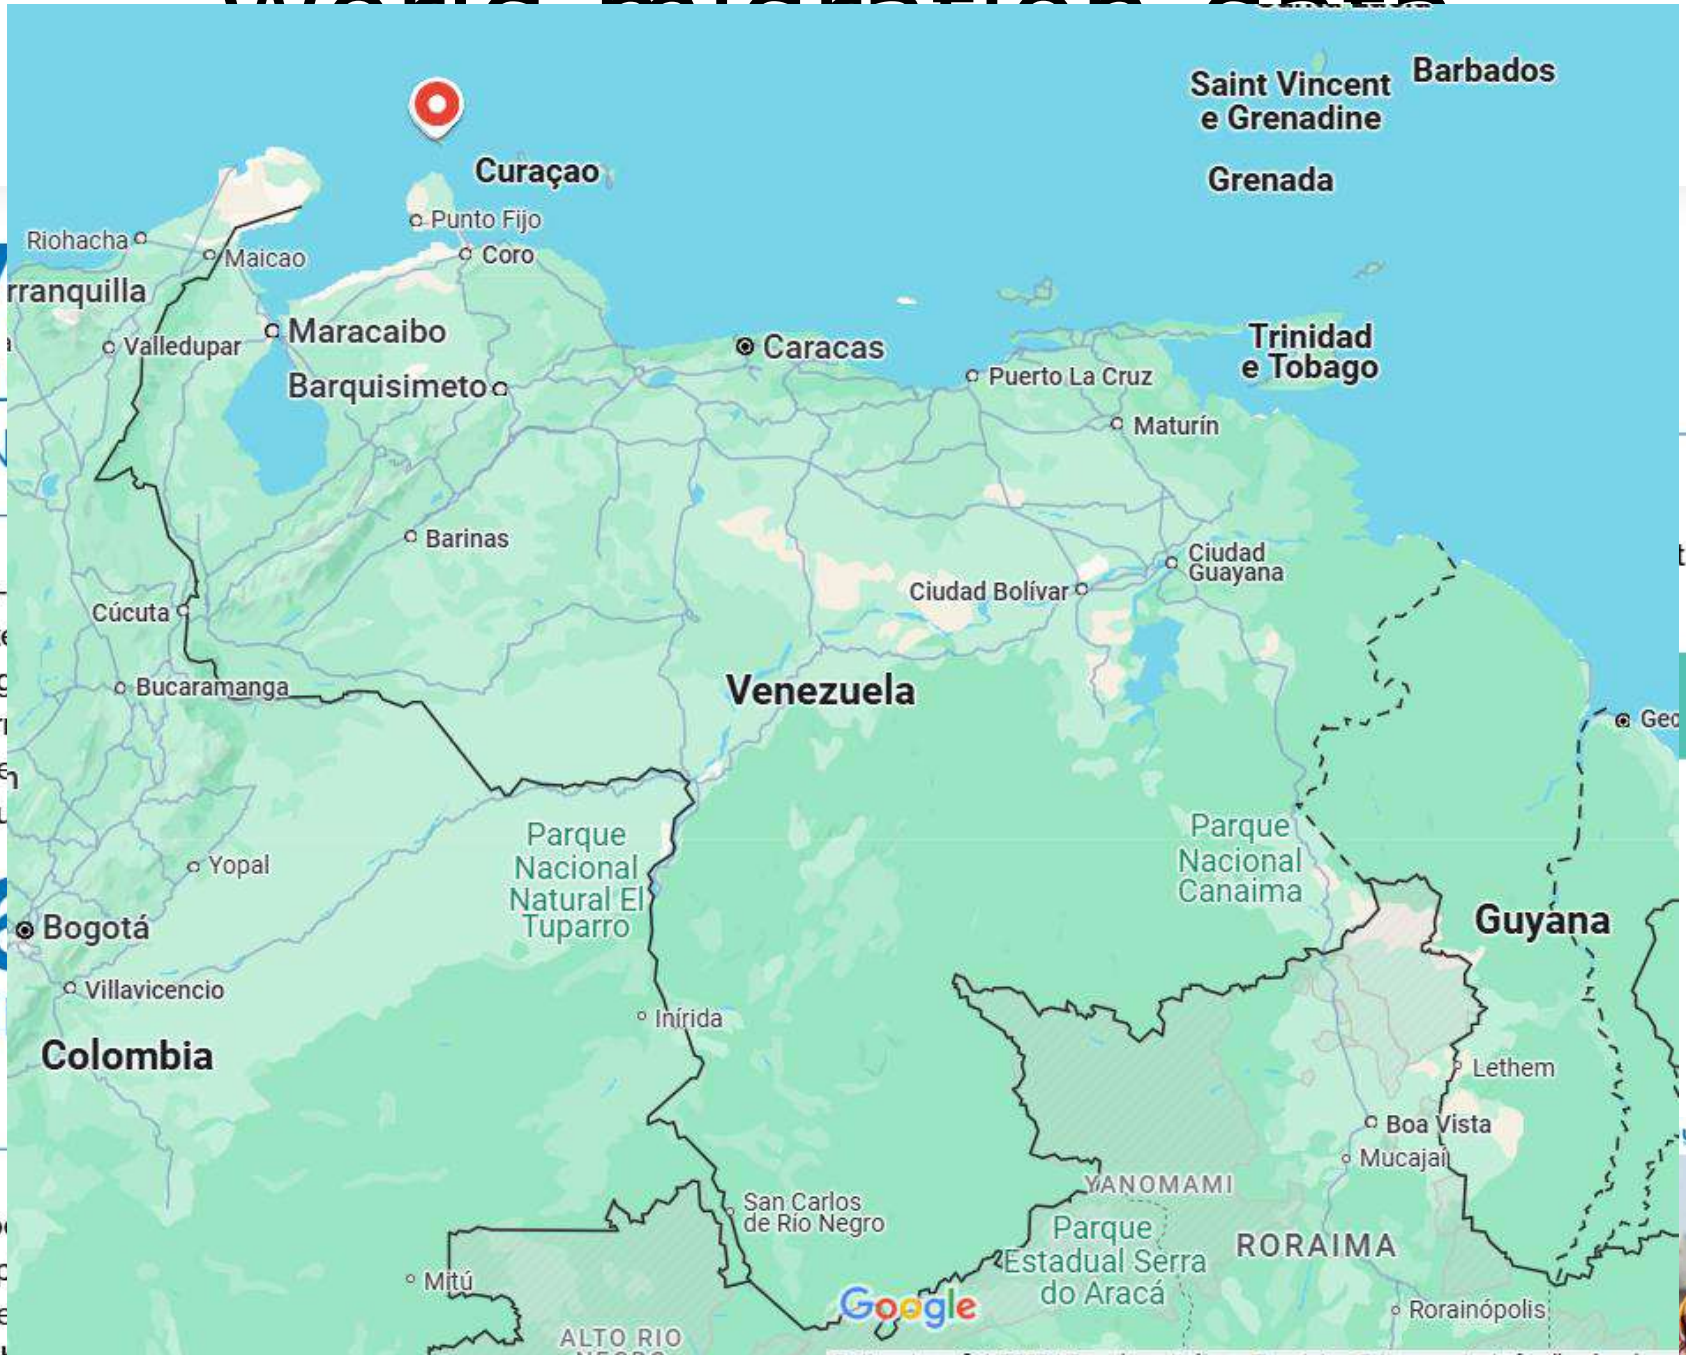 Saint Vincent
e Grenadine
Barbados
Grenada
Curaçao
Punto Fijo
Coro
Riohacha
Maicao
rranquilla
Maracaibo
Valledupar
Barquisimeto
Caracas
Puerto La Cruz
Trinidad
e Tobago
Maturín
Barinas
Ciudad
Guayana
Ciudad Bolívar
Cúcuta
Bucaramanga
Venezuela
Geo
Parque
Nacional
Natural El
Tuparro
Parque
Nacional
Canaima
Yopal
Bogotá
Guyana
Villavicencio
Inírida
Colombia
Lethem
Boa Vista
Mucajaí
YANOMAMI
San Carlos
de Río Negro
Parque
Estadual Serra
do Aracá
RORAIMA
Mitú
Google
Rorainópolis
ALTO RIO